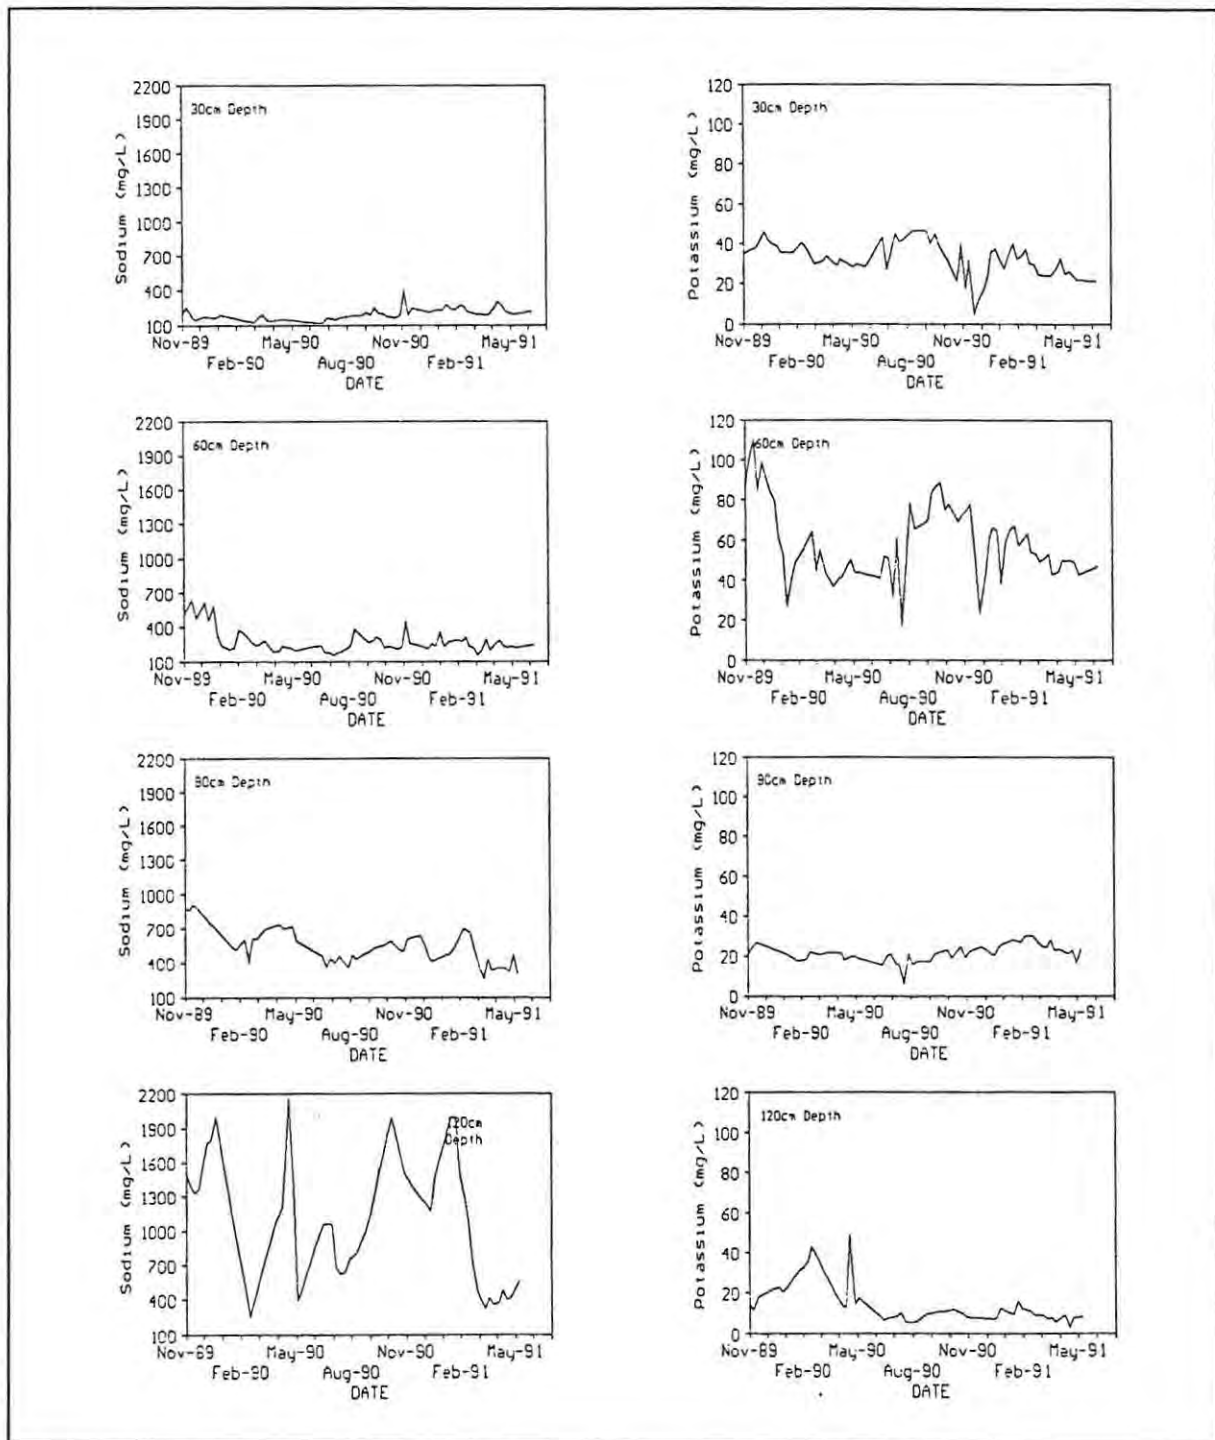 2200
1900
1600
1300
1000
700
400
100
Sodium (mg/L)
30cm Depth
Nov-89 May-90 Nov-90 May-91
Feb-90 Aug-90 Feb-91
DATE
120
100
80
60
40
20
0
Potassium (mg/L)
30cm Depth
Nov-89 May-90 Nov-90 May-91
Feb-90 Aug-90 Feb-91
DATE
2200
1900
1600
1300
1000
700
400
100
Sodium (mg/L)
60cm Depth
Nov-89 May-90 Nov-90 May-91
Feb-90 Aug-90 Feb-91
DATE
120
100
80
60
40
20
0
Potassium (mg/L)
60cm Depth
Nov-89 May-90 Nov-90 May-91
Feb-90 Aug-90 Feb-91
DATE
2200
1900
1600
1300
1000
700
400
100
Sodium (mg/L)
90cm Depth
Nov-89 May-90 Nov-90 May-91
Feb-90 Aug-90 Feb-91
DATE
120
100
80
60
40
20
0
Potassium (mg/L)
90cm Depth
Nov-89 May-90 Nov-90 May-91
Feb-90 Aug-90 Feb-91
DATE
2200
1900
1600
1300
1000
700
400
100
Sodium (mg/L)
120cm
Depth
Nov-89 May-90 Nov-90 May-91
Feb-90 Aug-90 Feb-91
DATE
120
100
80
60
40
20
0
Potassium (mg/L)
120cm Depth
Nov-89 May-90 Nov-90 May-91
Feb-90 Aug-90 Feb-91
DATE